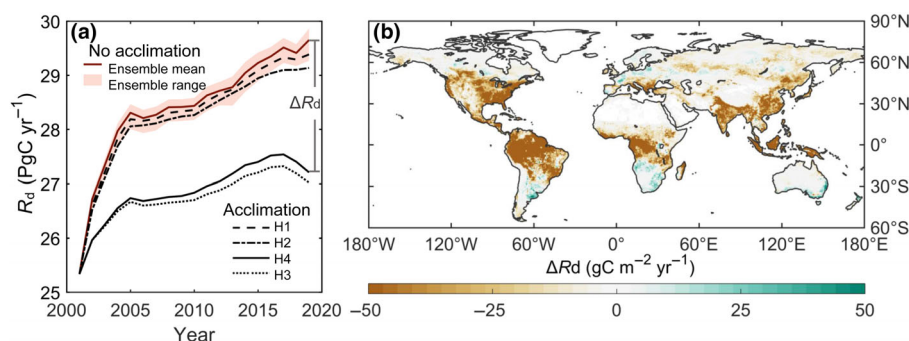 (a)
No acclimation
Ensemble mean
Ensemble range
ΔRd
Acclimation
H1
H2
H4
H3
Rd (PgC yr−1)
30
29
28
27
26
25
2000 2005 2010 2015 2020
Year
(b)
90°N
60°N
30°N
0°
30°S
60°S
180°W 120°W 60°W 0° 60°E 120°E 180°E
ΔRd (gC m−2 yr−1)
−50 −25 0 25 50